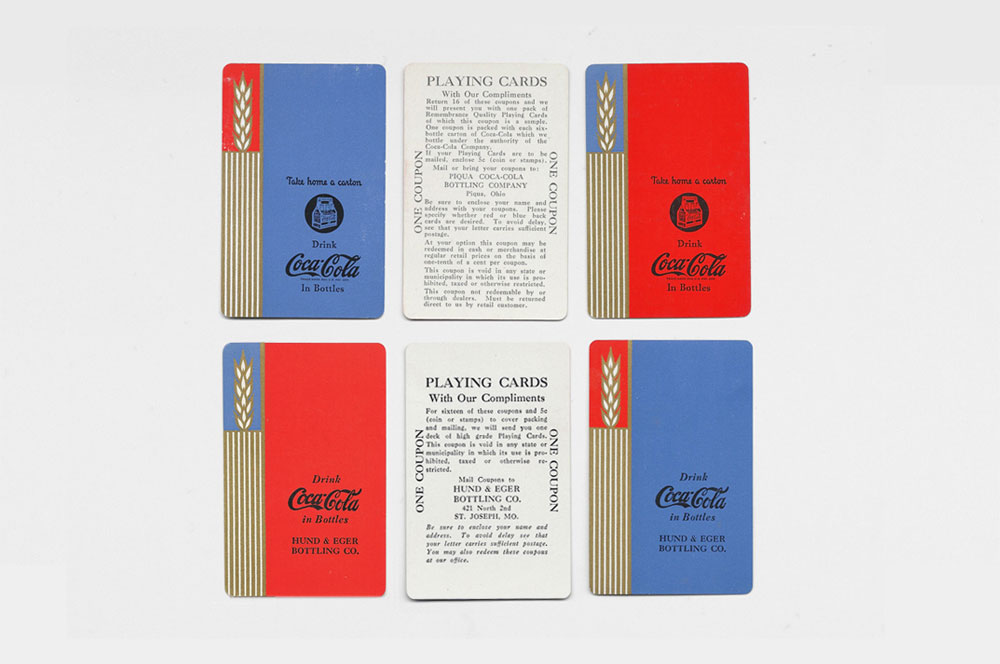 Take home a carton
Drink
Coca-Cola
In Bottles
PLAYING CARDS
With Our Compliments
Return 16 of these coupons and we
will present you with one pack of
Remembrance Quality Playing Cards
of which this coupon is a sample.
One coupon is packed with each six-
bottle carton of Coca-Cola which we
bottle under the authority of the
Coca-Cola Company.
If your Playing Cards are to be
mailed, enclose 5c (coin or stamps).
Mail or bring your coupons to:
PIQUA COCA-COLA
BOTTLING COMPANY
Piqua, Ohio
Be sure to enclose your name and
address with your coupons. Please
specify whether red or blue back
cards are desired. To avoid delay,
see that your letter carries sufficient
postage.
At your option this coupon may be
redeemed in cash or merchandise at
regular retail prices on the basis of
one-tenth of a cent per coupon.
This coupon is void in any state or
municipality in which its use is pro-
hibited, taxed or otherwise restricted.
This coupon not redeemable by or
through dealers. Must be returned
direct to us by retail customer.
ONE COUPON
ONE COUPON
Take home a carton
Drink
Coca-Cola
In Bottles
Drink
Coca-Cola
in Bottles
HUND & EGER
BOTTLING CO.
PLAYING CARDS
With Our Compliments
For sixteen of these coupons and 5c
(coin or stamps) to cover packing
and mailing, we will send you one
deck of high grade Playing Cards.
This coupon is void in any state or
municipality in which its use is pro-
hibited, taxed or otherwise re-
stricted.
Mail Coupons to
HUND & EGER
BOTTLING CO.
421 North 2nd
ST. JOSEPH, MO.
Be sure to enclose your name and
address. To avoid delay see that
your letter carries sufficient postage.
You may also redeem these coupons
at our office.
ONE COUPON
ONE COUPON
Drink
Coca-Cola
in Bottles
HUND & EGER
BOTTLING CO.